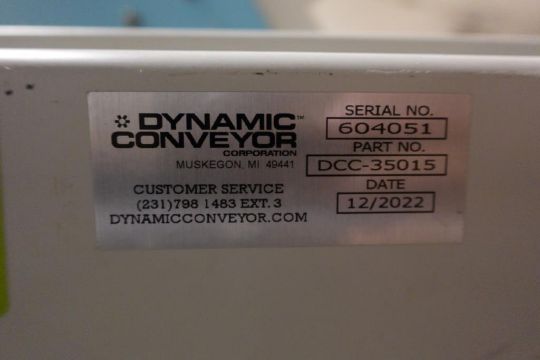 DYNAMIC™
CONVEYOR
CORPORATION
MUSKEGON, MI 49441
CUSTOMER SERVICE
(231)798 1483 EXT. 3
DYNAMICCONVEYOR.COM
SERIAL NO.
604051
PART NO.
DCC-35015
DATE
12/2022